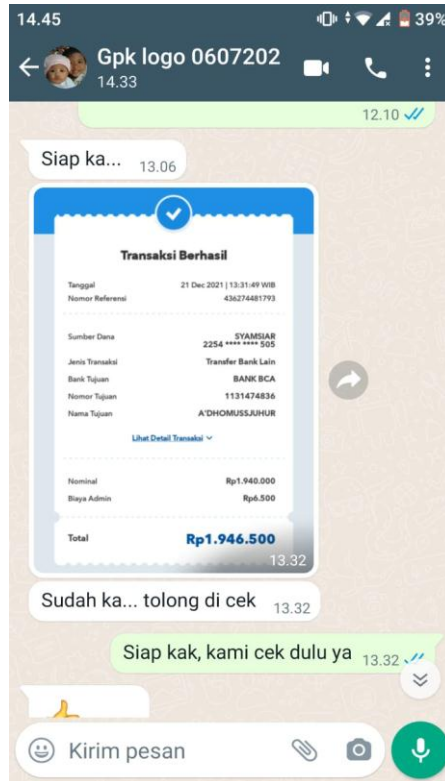 14.45
39%
Gpk logo 0607202
14.33
12.10
Siap ka... 13.06
Transaksi Berhasil
Tanggal 21 Dec 2021 | 13:31:49 WIB
Nomor Referensi 436274481793
Sumber Dana SYAMSIAR
2254 **** **** 505
Jenis Transaksi Transfer Bank Lain
Bank Tujuan BANK BCA
Nomor Tujuan 1131474836
Nama Tujuan A'DHOMUSSJUHUR
Lihat Detail Transaksi
Nominal Rp1.940.000
Biaya Admin Rp6.500
Total Rp1.946.500
13.32
Sudah ka... tolong di cek 13.32
Siap kak, kami cek dulu ya 13.32
Kirim pesan